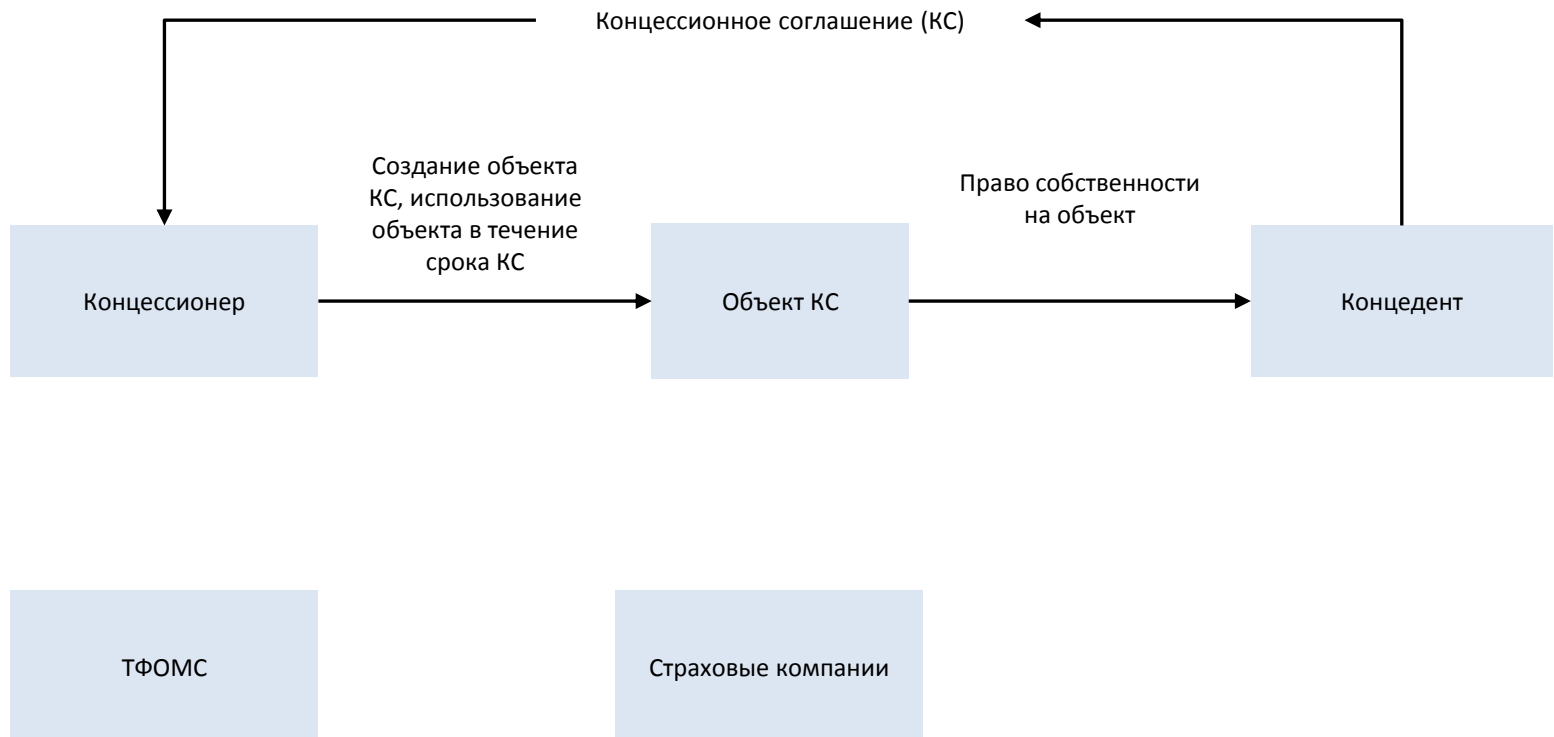 Концессионное соглашение (КС)
Создание объекта
КС, использование
объекта в течение
срока КС
Право собственности
на объект
Концессионер
Объект КС
Концедент
ТФОМС
Страховые компании